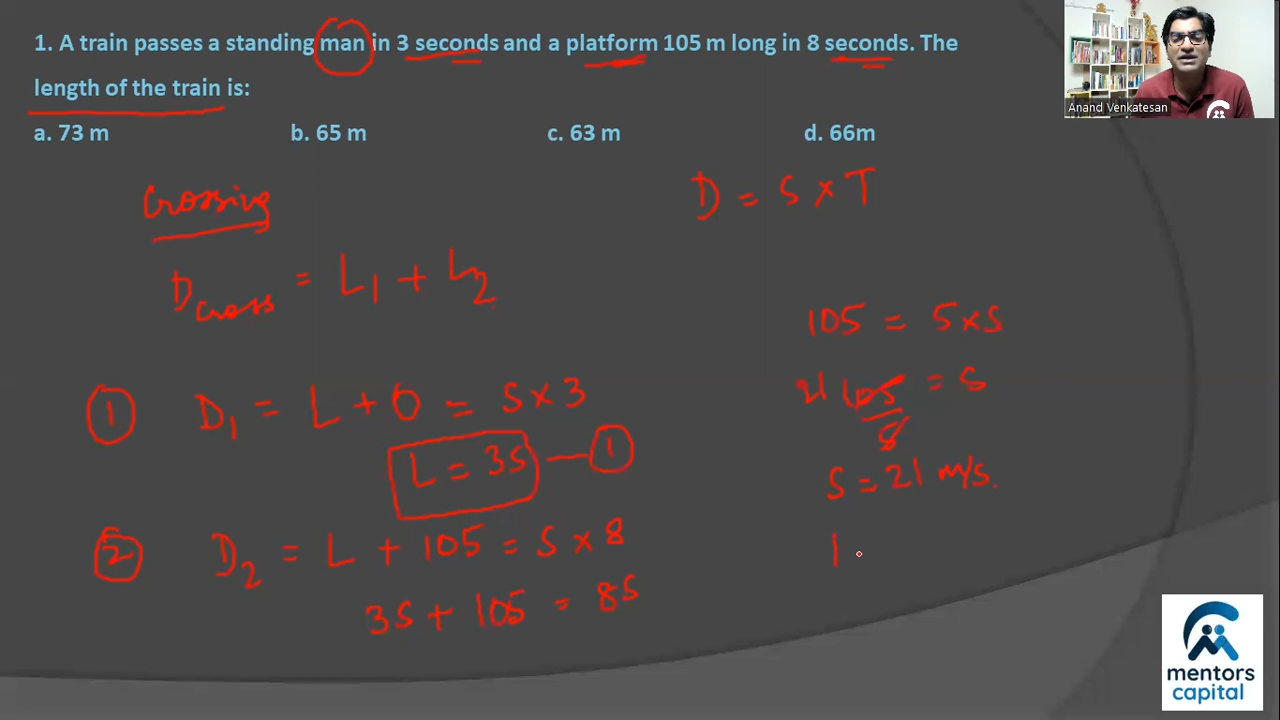 1. A train passes a standing man in 3 seconds and a platform 105 m long in 8 seconds. The
length of the train is:
a. 73 m b. 65 m c. 63 m d. 66m
Anand Venkatesan
Crossing
D = S × T
D cross = L1 + L2
105 = 5×S
21 105/8 = S
S = 21 m/s.
1 D1 = L + 0 = S × 3
L = 3S — 1
2 D2 = L + 105 = S × 8
3S + 105 = 8S
mentors
capital